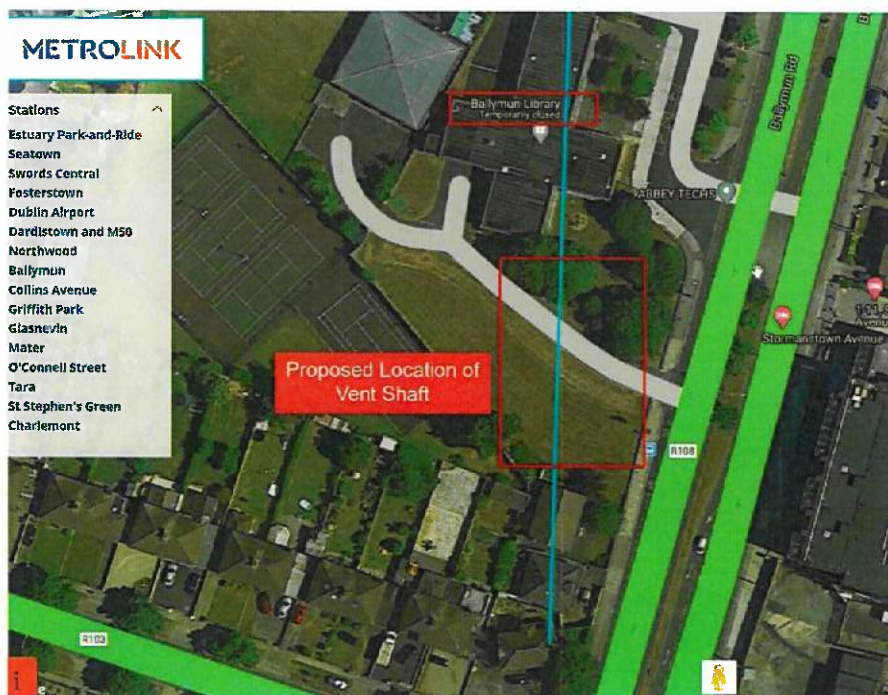 METROLINK
Stations
Estuary Park-and-Ride
Seatown
Swords Central
Fosterstown
Dublin Airport
Dardistown and M50
Northwood
Ballymun
Collins Avenue
Griffith Park
Glasnevin
Mater
O'Connell Street
Tara
St Stephen's Green
Charlemont
Ballymun Library
Temporarily closed
Ballymun Rd
ABBEY TECHS
Stormanstown Avenue
Proposed Location of
Vent Shaft
R108
R103